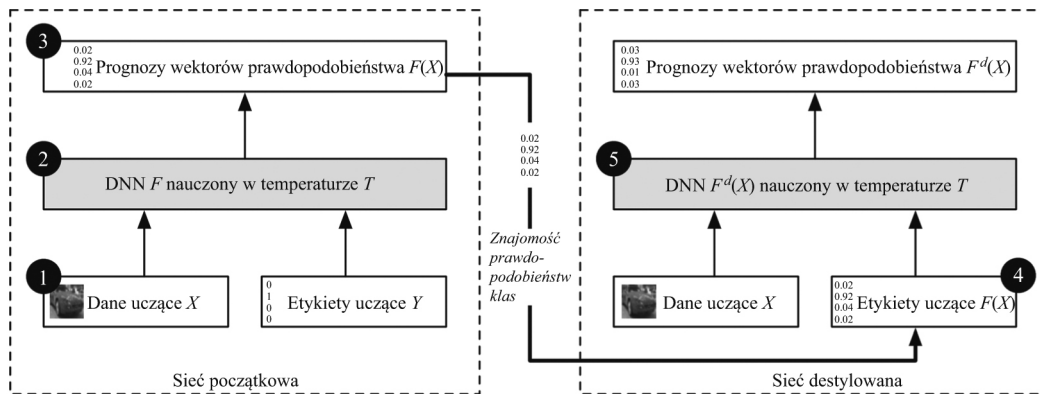 3
0.02
0.92
0.04
0.02
Prognozy wektorów prawdopodobieństwa F(X)
2
DNN F nauczony w temperaturze T
1
Dane uczące X
0
1
0
0
Etykiety uczące Y
Sieć początkowa
0.02
0.92
0.04
0.02
Znajomość
prawdo-
podobieństw
klas
0.03
0.93
0.01
0.03
Prognozy wektorów prawdopodobieństwa F^d(X)
5
DNN F^d(X) nauczony w temperaturze T
Dane uczące X
4
0.02
0.92
0.04
0.02
Etykiety uczące F(X)
Sieć destylowana